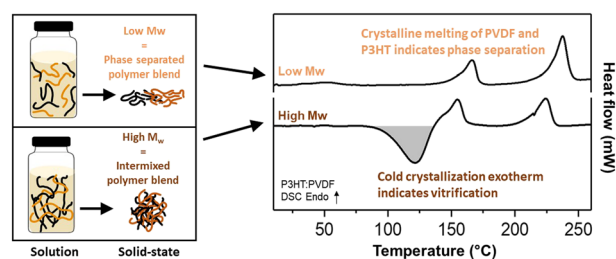 Low Mw
=
Phase separated
polymer blend
High Mw
=
Intermixed
polymer blend
Solution
Solid-state
Crystalline melting of PVDF and
P3HT indicates phase separation
Low Mw
High Mw
Cold crystallization exotherm
indicates vitrification
P3HT:PVDF
DSC Endo ↑
50
100
150
200
250
Temperature (°C)
Heat flow (mW)